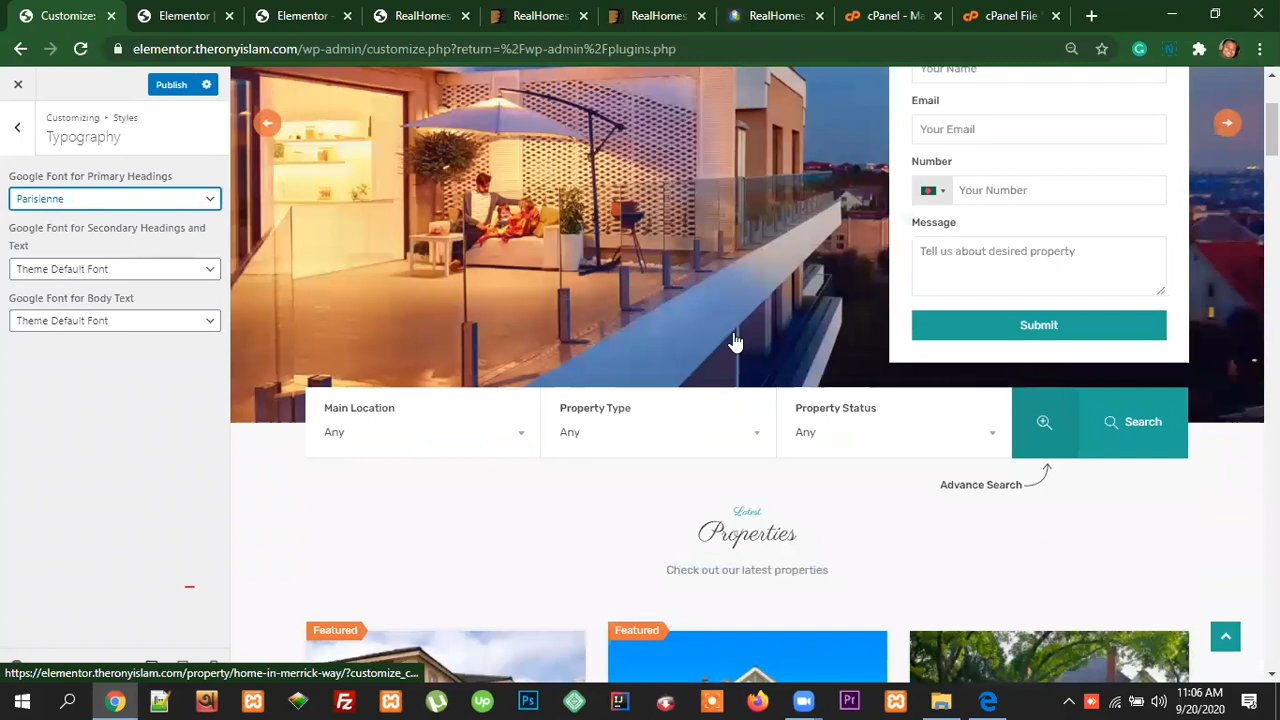 Elementor
Elementor |
Elementor -
RealHomes
RealHomes
RealHomes
RealHomes
cPanel - Ma
cPanel File
elementor.theronyislam.com/wp-admin/customize.php?return=%2Fwp-admin%2Fplugins.php
Publish
Customizing • Styles
Typography
Google Font for Primary Headings
Parisienne
Google Font for Secondary Headings and
Text
Theme Default Font
Google Font for Body Text
Theme Default Font
Your Name
Email
Your Email
Number
Your Number
Message
Tell us about desired property
Submit
Main Location
Any
Property Type
Any
Property Status
Any
Search
Advance Search
Latest
Properties
Check out our latest properties
Featured
Featured
https://elementor.theronyislam.com/property/home-in-merrick-way/?customize_c...
11:06 AM
9/20/2020